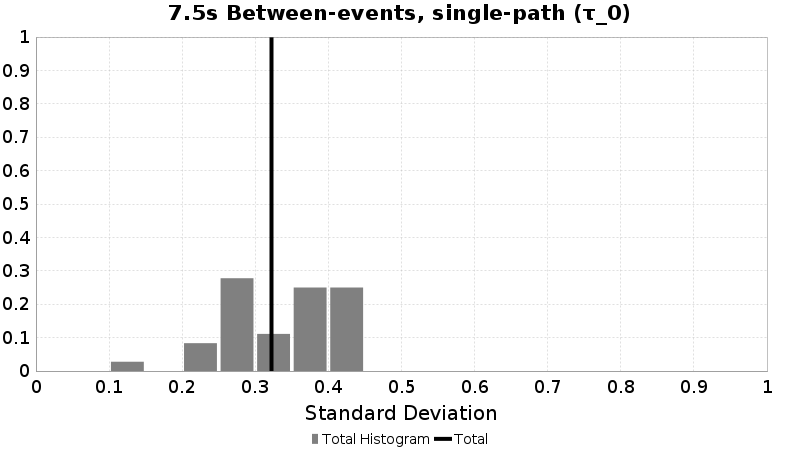 7.5s Between-events, single-path (τ_0)
1
0.9
0.8
0.7
0.6
0.5
0.4
0.3
0.2
0.1
0
0 0.1 0.2 0.3 0.4 0.5 0.6 0.7 0.8 0.9 1
Standard Deviation
Total Histogram Total